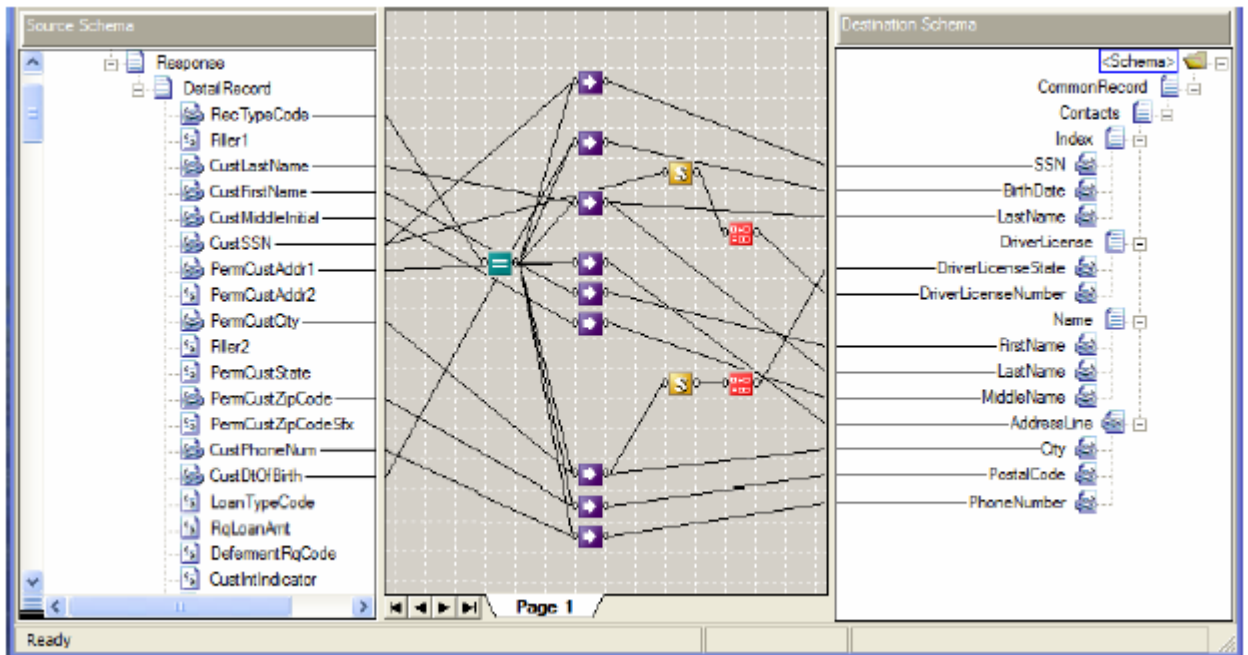 Source Schema
Response
DetailRecord
RecTypeCode
Filler1
CustLastName
CustFirstName
CustMiddleInitial
CustSSN
PermCustAddr1
PermCustAddr2
PermCustCity
Filler2
PermCustState
PermCustZipCode
PermCustZipCodeSfx
CustPhoneNum
CustDtOfBirth
LoanTypeCode
RqLoanAmt
DefermentRqCode
CustIntIndicator
Page 1
Destination Schema
<Schema>
CommonRecord
Contacts
Index
SSN
BirthDate
LastName
DriverLicense
DriverLicenseState
DriverLicenseNumber
Name
FirstName
LastName
MiddleName
AddressLine
City
PostalCode
PhoneNumber
Ready